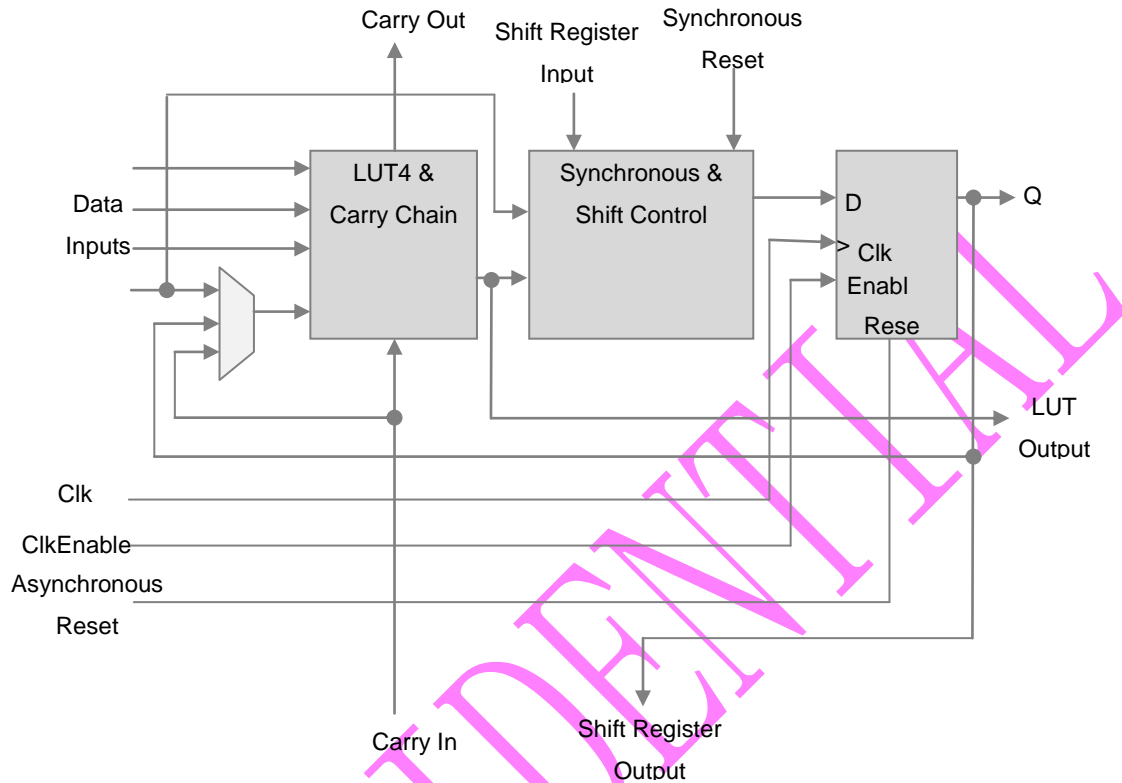 Carry Out
Shift Register
Input
Synchronous
Reset
LUT4 &
Carry Chain
Synchronous &
Shift Control
Data
Inputs
D
> Clk
Enabl
Rese
Q
LUT
Output
Clk
ClkEnable
Asynchronous
Reset
Carry In
Shift Register
Output
IDENTIAL